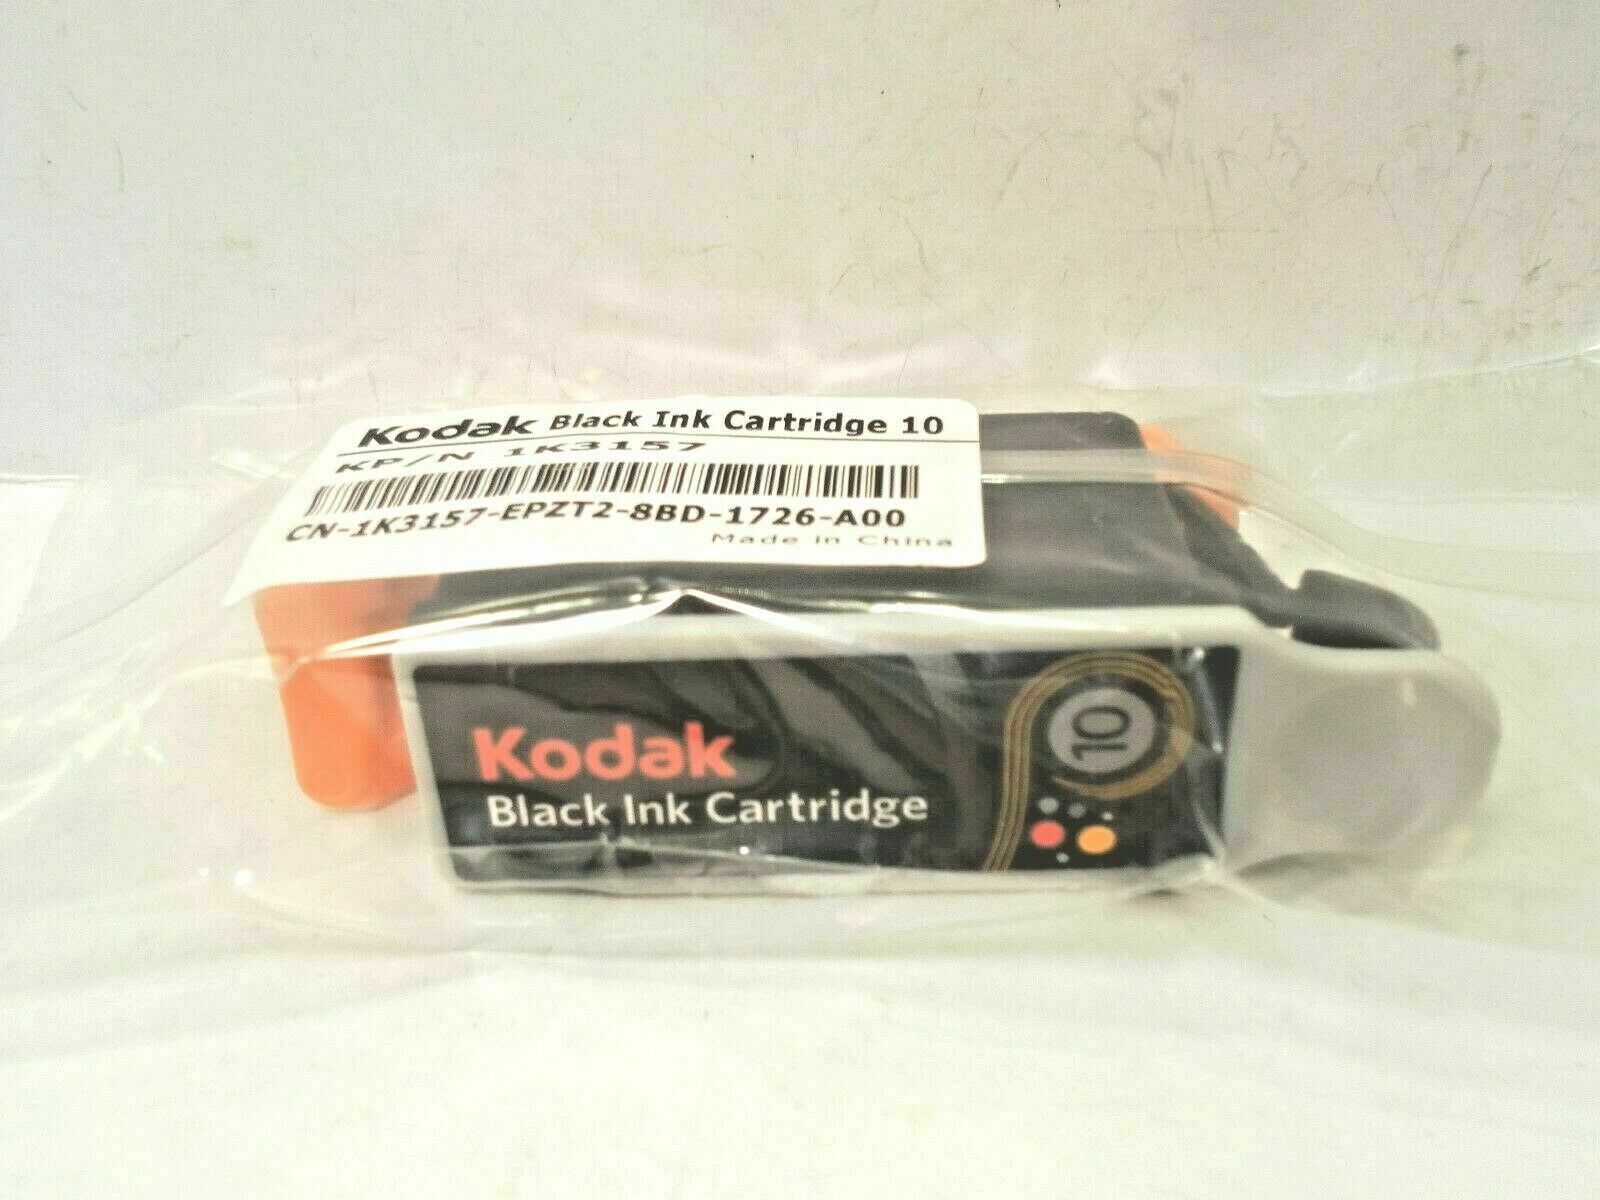 Kodak Black Ink Cartridge 10
KP/N 1K3157
CN-1K3157-EPZT2-8BD-1726-A00
Made in China
Kodak
Black Ink Cartridge
10